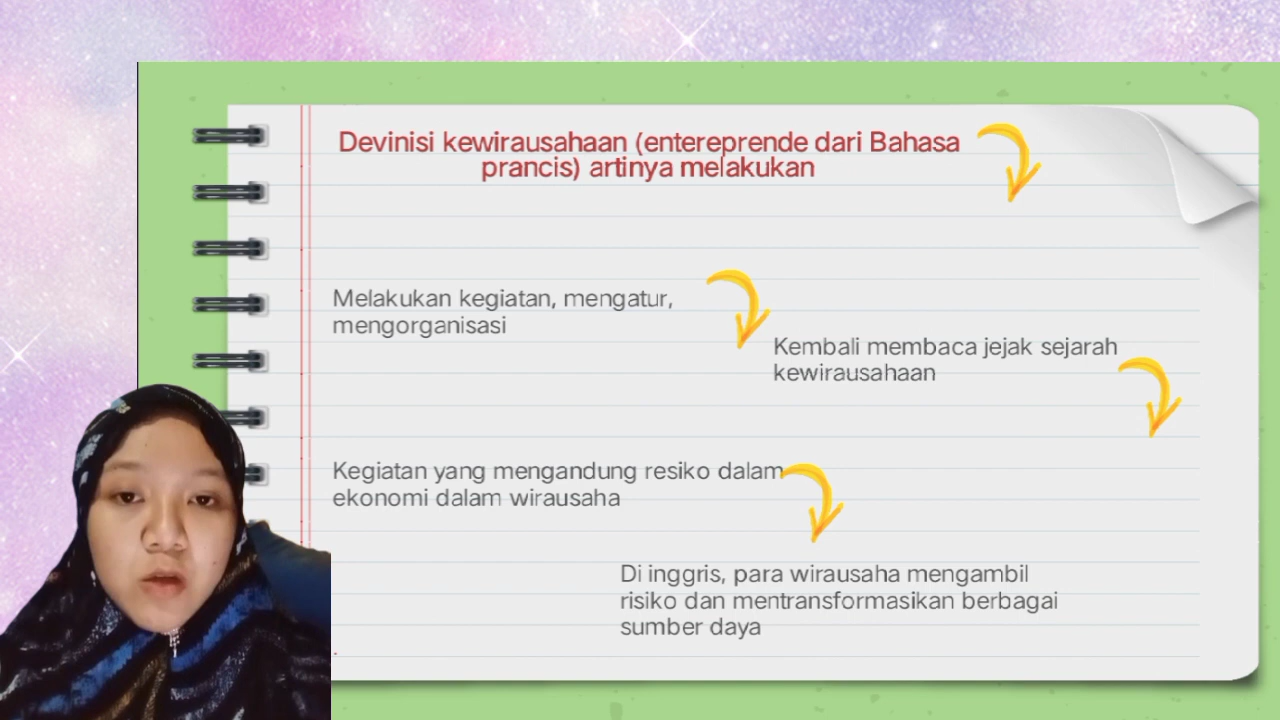 Devinisi kewirausahaan (entereprende dari Bahasa
prancis) artinya melakukan
Melakukan kegiatan, mengatur,
mengorganisasi
Kembali membaca jejak sejarah
kewirausahaan
Kegiatan yang mengandung resiko dalam
ekonomi dalam wirausaha
Di inggris, para wirausaha mengambil
risiko dan mentransformasikan berbagai
sumber daya